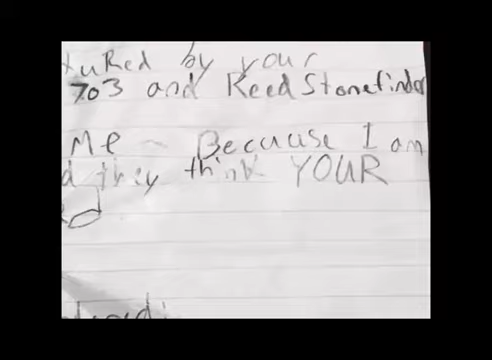 tuRed by your
703 and Reed Stonefinder
Me - Because I am
d they think YOUR